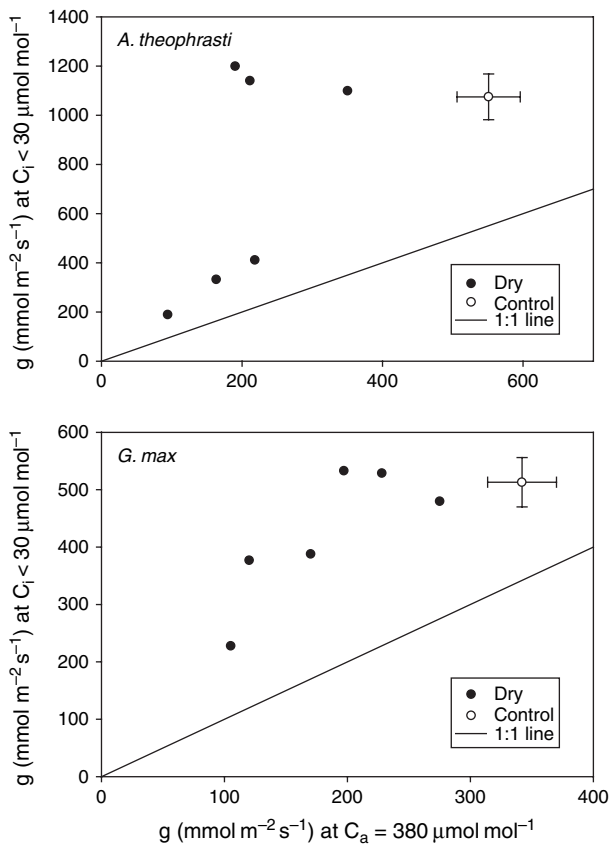 A. theophrasti
g (mmol m⁻² s⁻¹) at Cᵢ < 30 μmol mol⁻¹
1400
1200
1000
800
600
400
200
0
Dry
Control
1:1 line
0 200 400 600
G. max
g (mmol m⁻² s⁻¹) at Cᵢ < 30 μmol mol⁻¹
600
500
400
300
200
100
0
Dry
Control
1:1 line
0 100 200 300 400
g (mmol m⁻² s⁻¹) at Cₐ = 380 μmol mol⁻¹